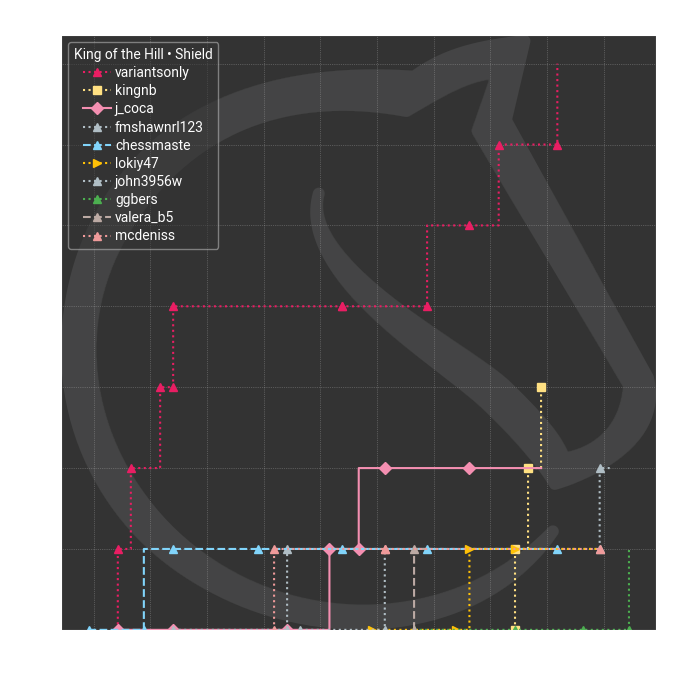 King of the Hill • Shield
variantsonly
kingnb
j_coca
fmshawnrl123
chessmaste
lokiy47
john3956w
ggbers
valera_b5
mcdeniss